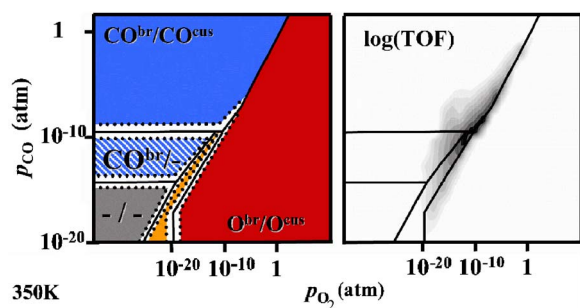 1
CO^br/CO^cus
log(TOF)
p_CO (atm)
10^-10
CO^br/-
- / -
O^br/O^cus
10^-20
10^-20 10^-10 1
10^-20 10^-10 1
350K
p_O2 (atm)